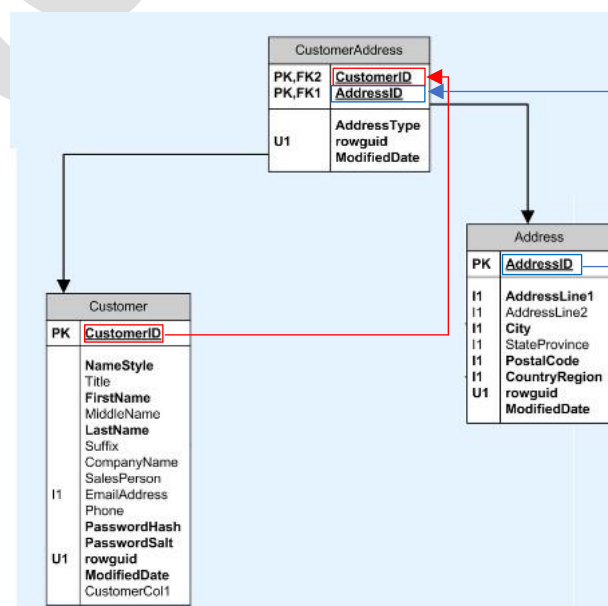 CustomerAddress
PK,FK2 CustomerID
PK,FK1 AddressID
AddressType
U1 rowguid
ModifiedDate
Address
PK AddressID
I1 AddressLine1
I1 AddressLine2
I1 City
I1 StateProvince
I1 PostalCode
I1 CountryRegion
U1 rowguid
ModifiedDate
Customer
PK CustomerID
NameStyle
Title
FirstName
MiddleName
LastName
Suffix
CompanyName
SalesPerson
I1 EmailAddress
Phone
PasswordHash
PasswordSalt
U1 rowguid
ModifiedDate
CustomerCol1